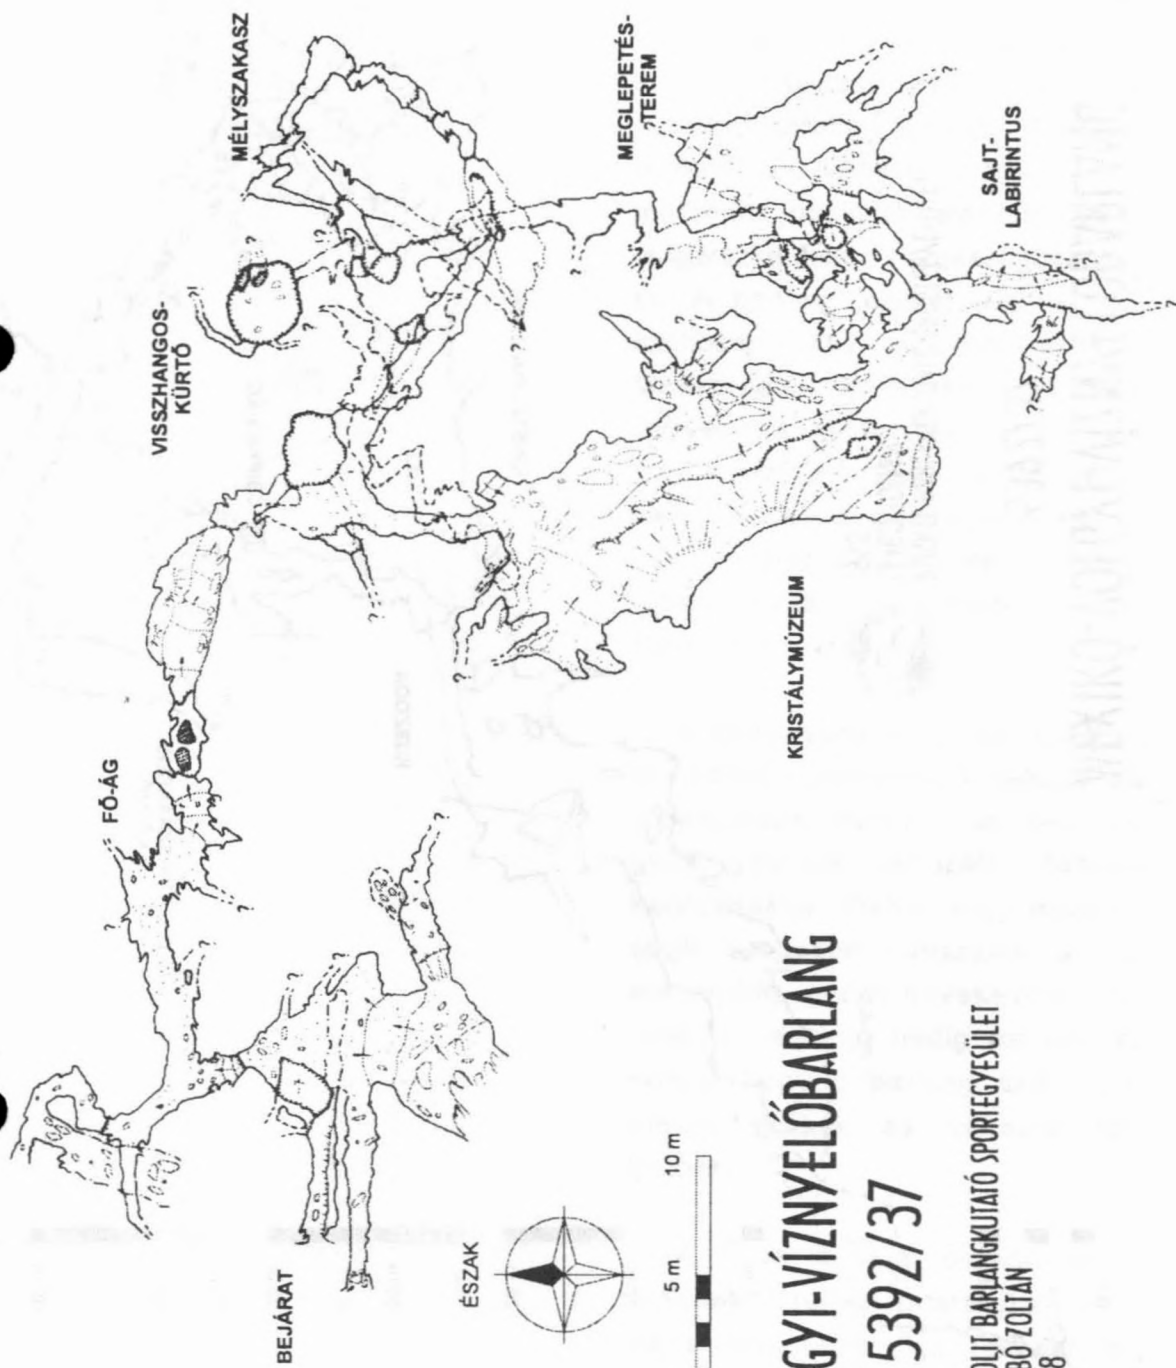 MÉLYSZAKASZ
VISSZHANGOS-
KÜRTŐ
MEGLEPETÉS-
TEREM
SAJT-
LABIRINTUS
FŐ-ÁG
KRISTÁLYMÚZEUM
BEJÁRAT
ÉSZAK
5 m
10 m
GYI-VÍZNYELŐBARLANG
5392/37
BARLANGKUTATÓ SPORTEGYESÜLET
ZOLTÁN
8